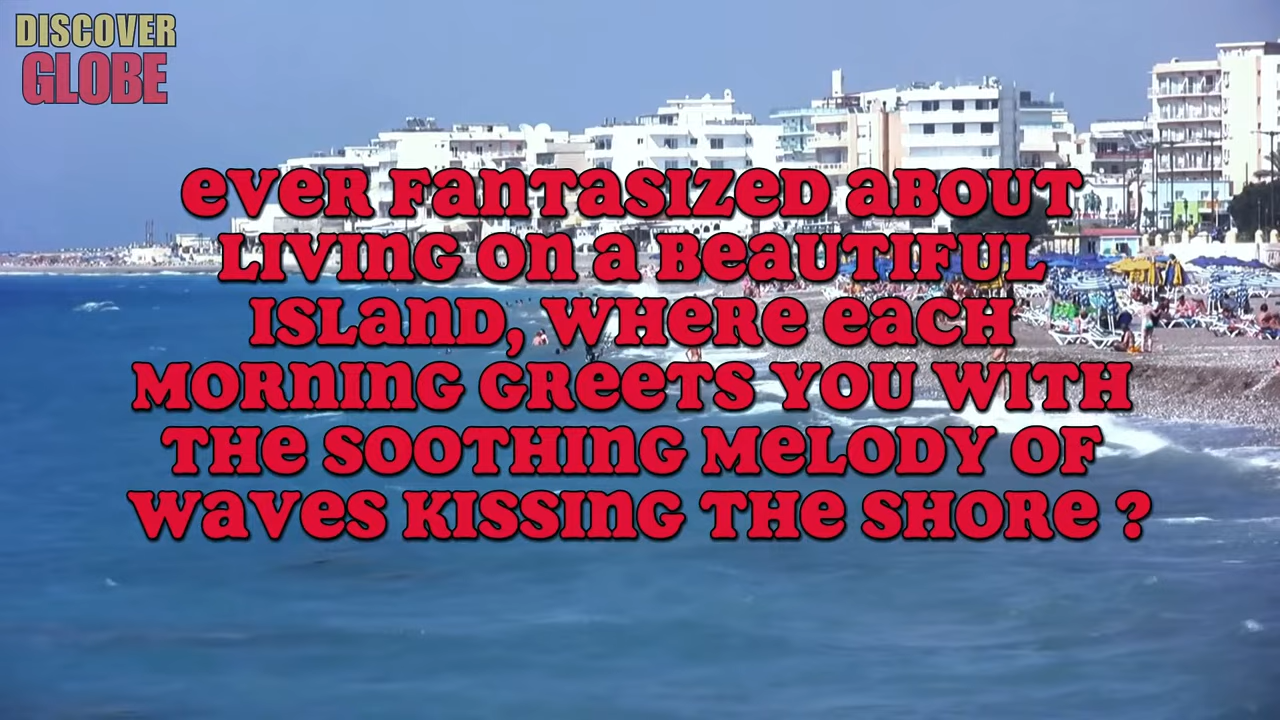 DISCOVER
GLOBE
EVER FANTASIZED ABOUT
LIVING ON A BEAUTIFUL
ISLAND, WHERE EACH
MORNING GREETS YOU WITH
THE SOOTHING MELODY OF
WAVES KISSING THE SHORE ?